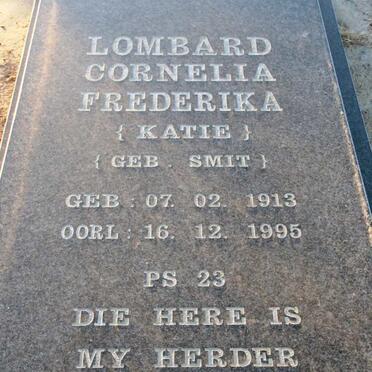 LOMBARD
CORNELIA
FREDERIKA
{ KATIE }
{ GEB . SMIT }
GEB : 07. 02. 1913
OORL: 16. 12. 1995
PS 23
DIE HERE IS
MY HERDER